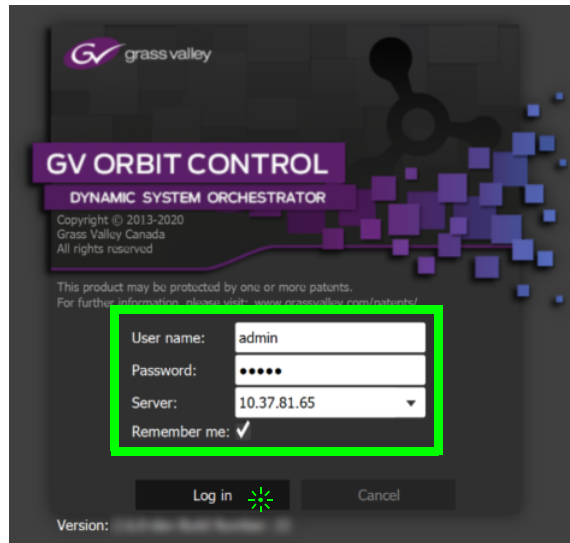 GV grass valley
GV ORBIT CONTROL
DYNAMIC SYSTEM ORCHESTRATOR
Copyright © 2013-2020
Grass Valley Canada
All rights reserved
This product may be protected by one or more patents.
For further information, please visit: www.grassvalley.com/patents/
User name: admin
Password: •••••
Server: 10.37.81.65
Remember me:
Log in Cancel
Version: